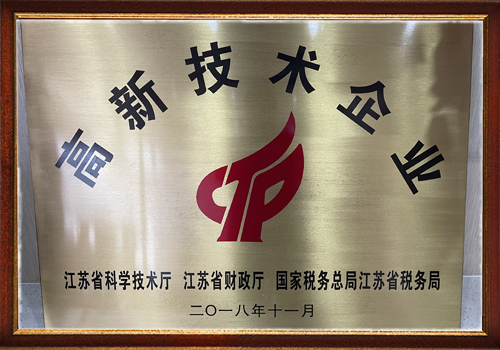 高新技术企业
江苏省科学技术厅 江苏省财政厅 国家税务总局江苏省税务局
二〇一八年十一月